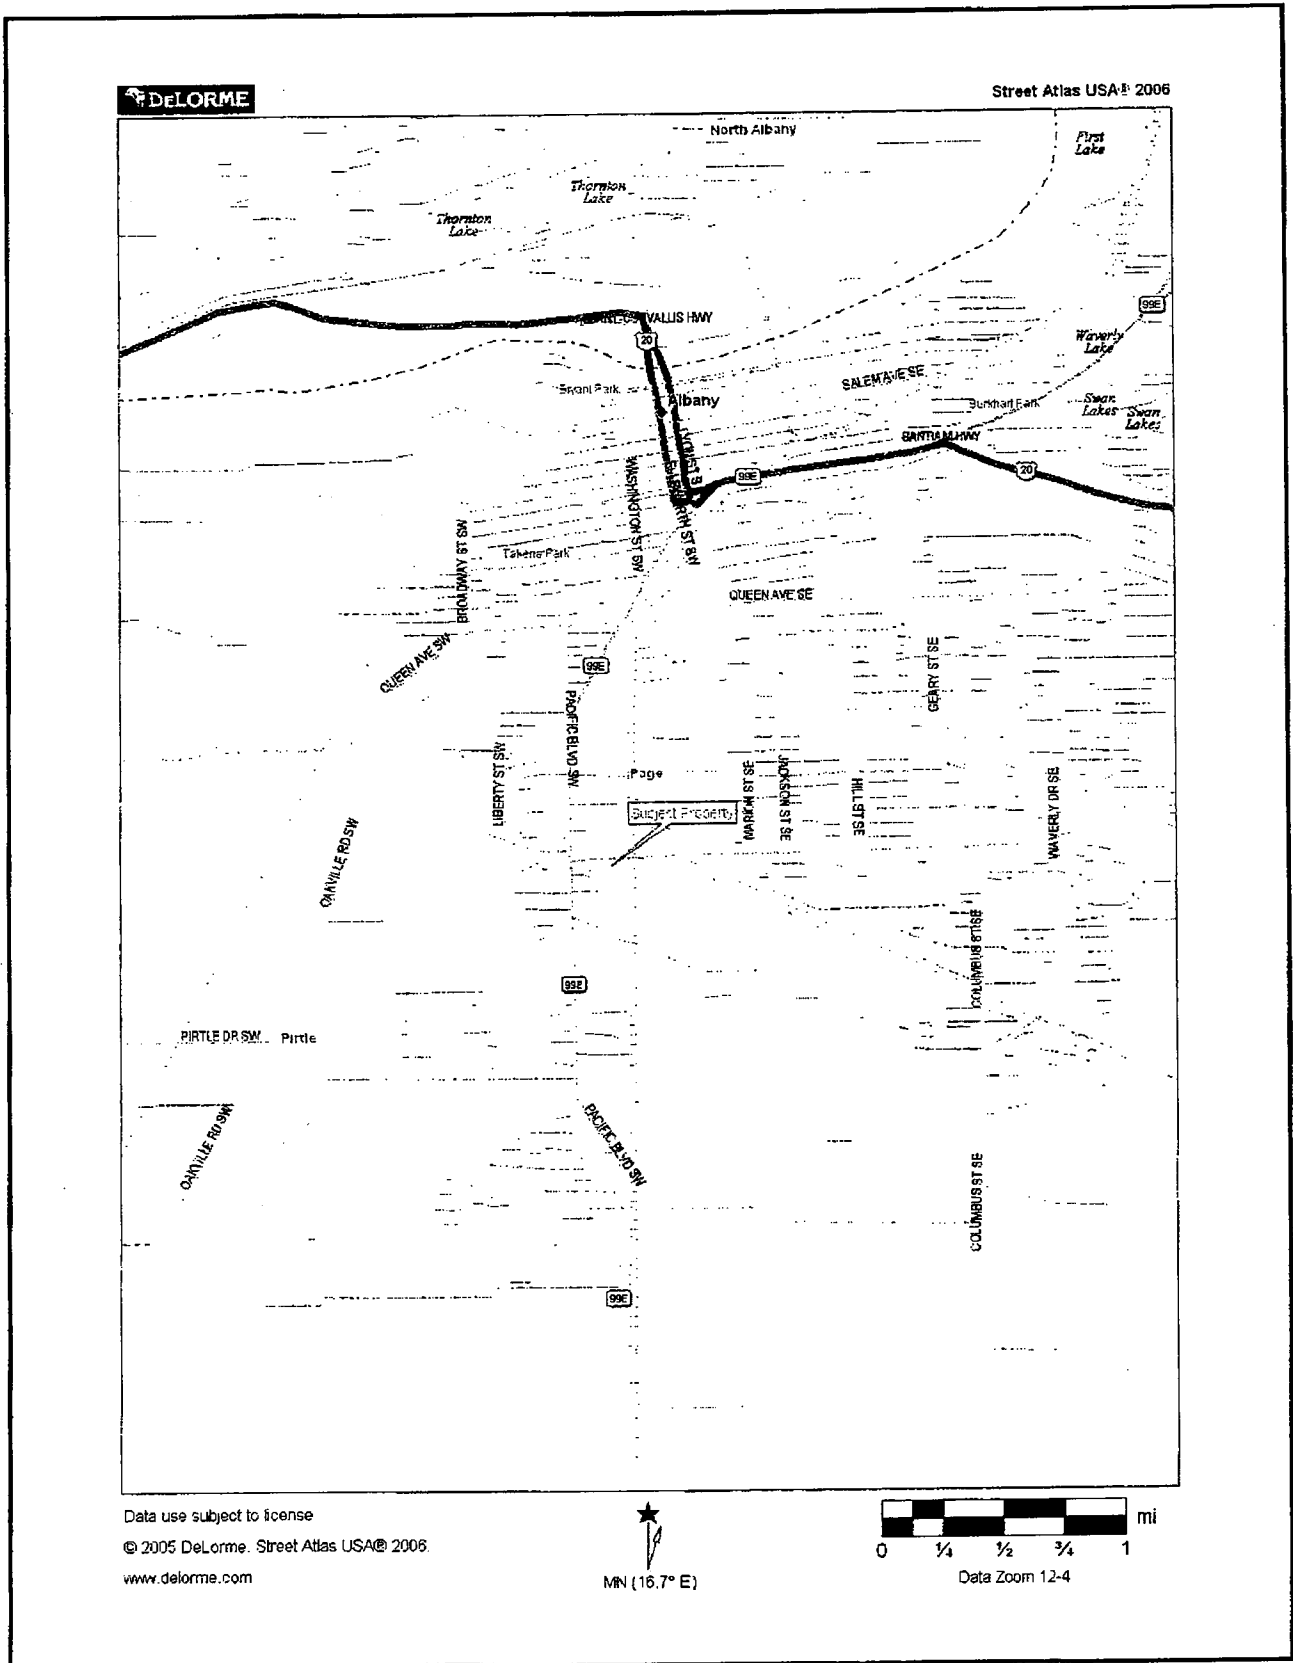 DELORME
Street Atlas USA® 2006
North Albany
First
Lake
Thornton
Lake
Thornton
Lake
99E
VALLIS HWY
20
Waverly
Lake
SALEM AVE SE
Bryant Park
Albany
Burkhart Park
Swan
Lakes
Swan
Lakes
SANTIAM HWY
20
99E
WASHINGTON ST SW
BROADWAY ST SW
Takena Park
QUEEN AVE SE
QUEEN AVE SW
99E
GEARY ST SE
PACIFIC BLVD SW
LIBERTY ST SW
Page
MARION ST SE
JACKSON ST SE
HILL ST SE
WAVERLY DR SE
Subject Property
OAKVILLE RD SW
COLUMBUS ST SE
99E
PIRTLE DR SW
Pirtle
OAKVILLE RD SW
PACIFIC BLVD SW
COLUMBUS ST SE
99E
Data use subject to license
© 2005 DeLorme. Street Atlas USA® 2006.
www.delorme.com
MN (16.7° E)
mi
0 ¼ ½ ¾ 1
Data Zoom 12-4